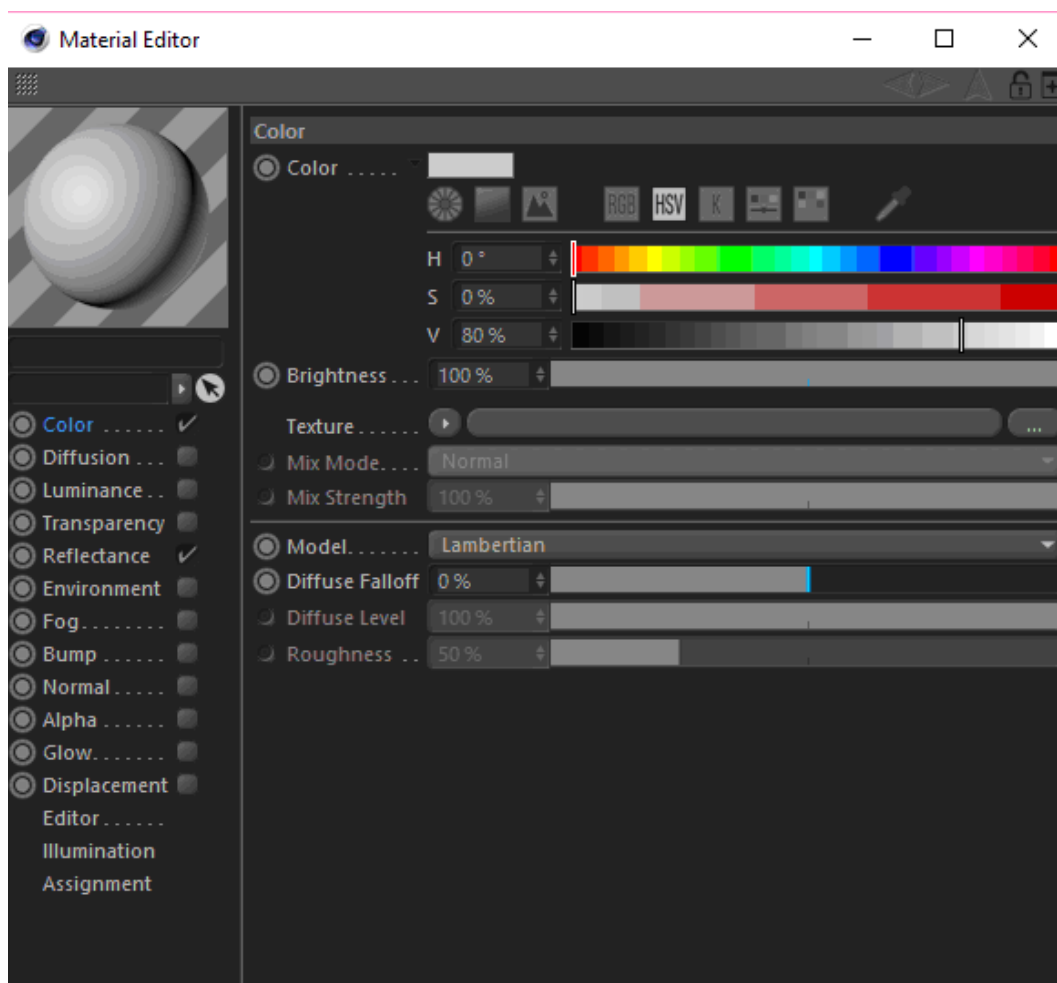 Material Editor
Color
Color .....
RGB HSV K
H 0 °
S 0 %
V 80 %
Brightness... 100 %
Texture...... ...
Mix Mode.... Normal
Mix Strength 100 %
Model....... Lambertian
Diffuse Falloff 0 %
Diffuse Level 100 %
Roughness .. 50 %
Color ......
Diffusion ...
Luminance..
Transparency
Reflectance
Environment
Fog........
Bump ......
Normal.....
Alpha ......
Glow.......
Displacement
Editor......
Illumination
Assignment